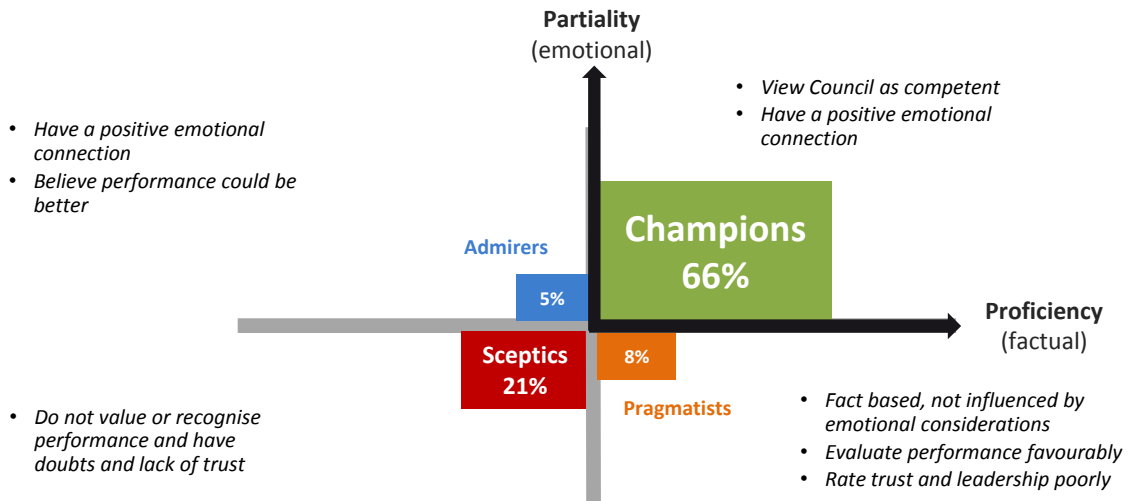 Partiality
(emotional)
• View Council as competent
• Have a positive emotional
connection
• Have a positive emotional
connection
• Believe performance could be
better
Champions
66%
Admirers
5%
Proficiency
(factual)
Sceptics
21%
8%
Pragmatists
• Do not value or recognise
performance and have
doubts and lack of trust
• Fact based, not influenced by
emotional considerations
• Evaluate performance favourably
• Rate trust and leadership poorly